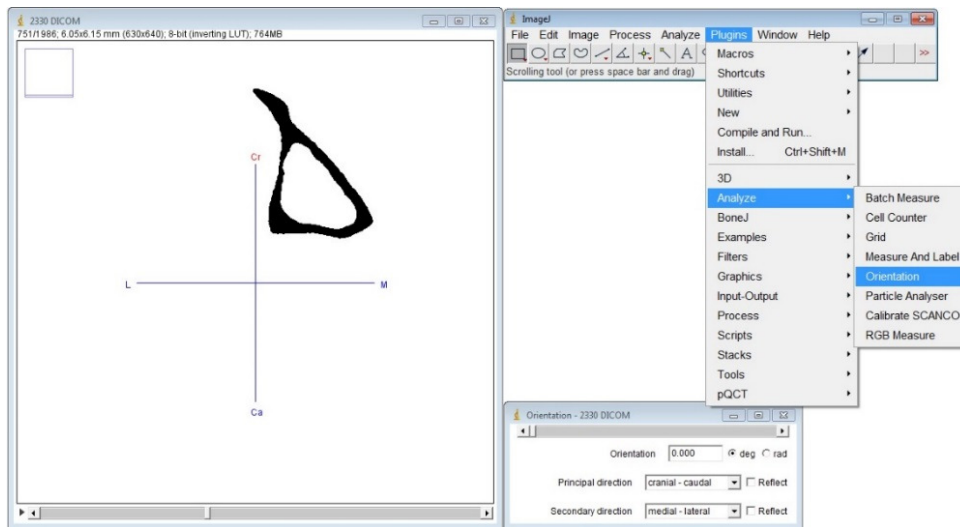 2330 DICOM
751/1986; 6.05x6.15 mm (630x640); 8-bit (inverting LUT); 764MB
Cr
L
M
Ca
ImageJ
File Edit Image Process Analyze Plugins Window Help
A
>>
Scrolling tool (or press space bar and drag)
Macros
Shortcuts
Utilities
New
Compile and Run...
Install... Ctrl+Shift+M
3D
Analyze
BoneJ
Examples
Filters
Graphics
Input-Output
Process
Scripts
Stacks
Tools
pQCT
Batch Measure
Cell Counter
Grid
Measure And Label
Orientation
Particle Analyser
Calibrate SCANCO
RGB Measure
Orientation - 2330 DICOM
Orientation 0.000 deg rad
Principal direction cranial - caudal Reflect
Secondary direction medial - lateral Reflect